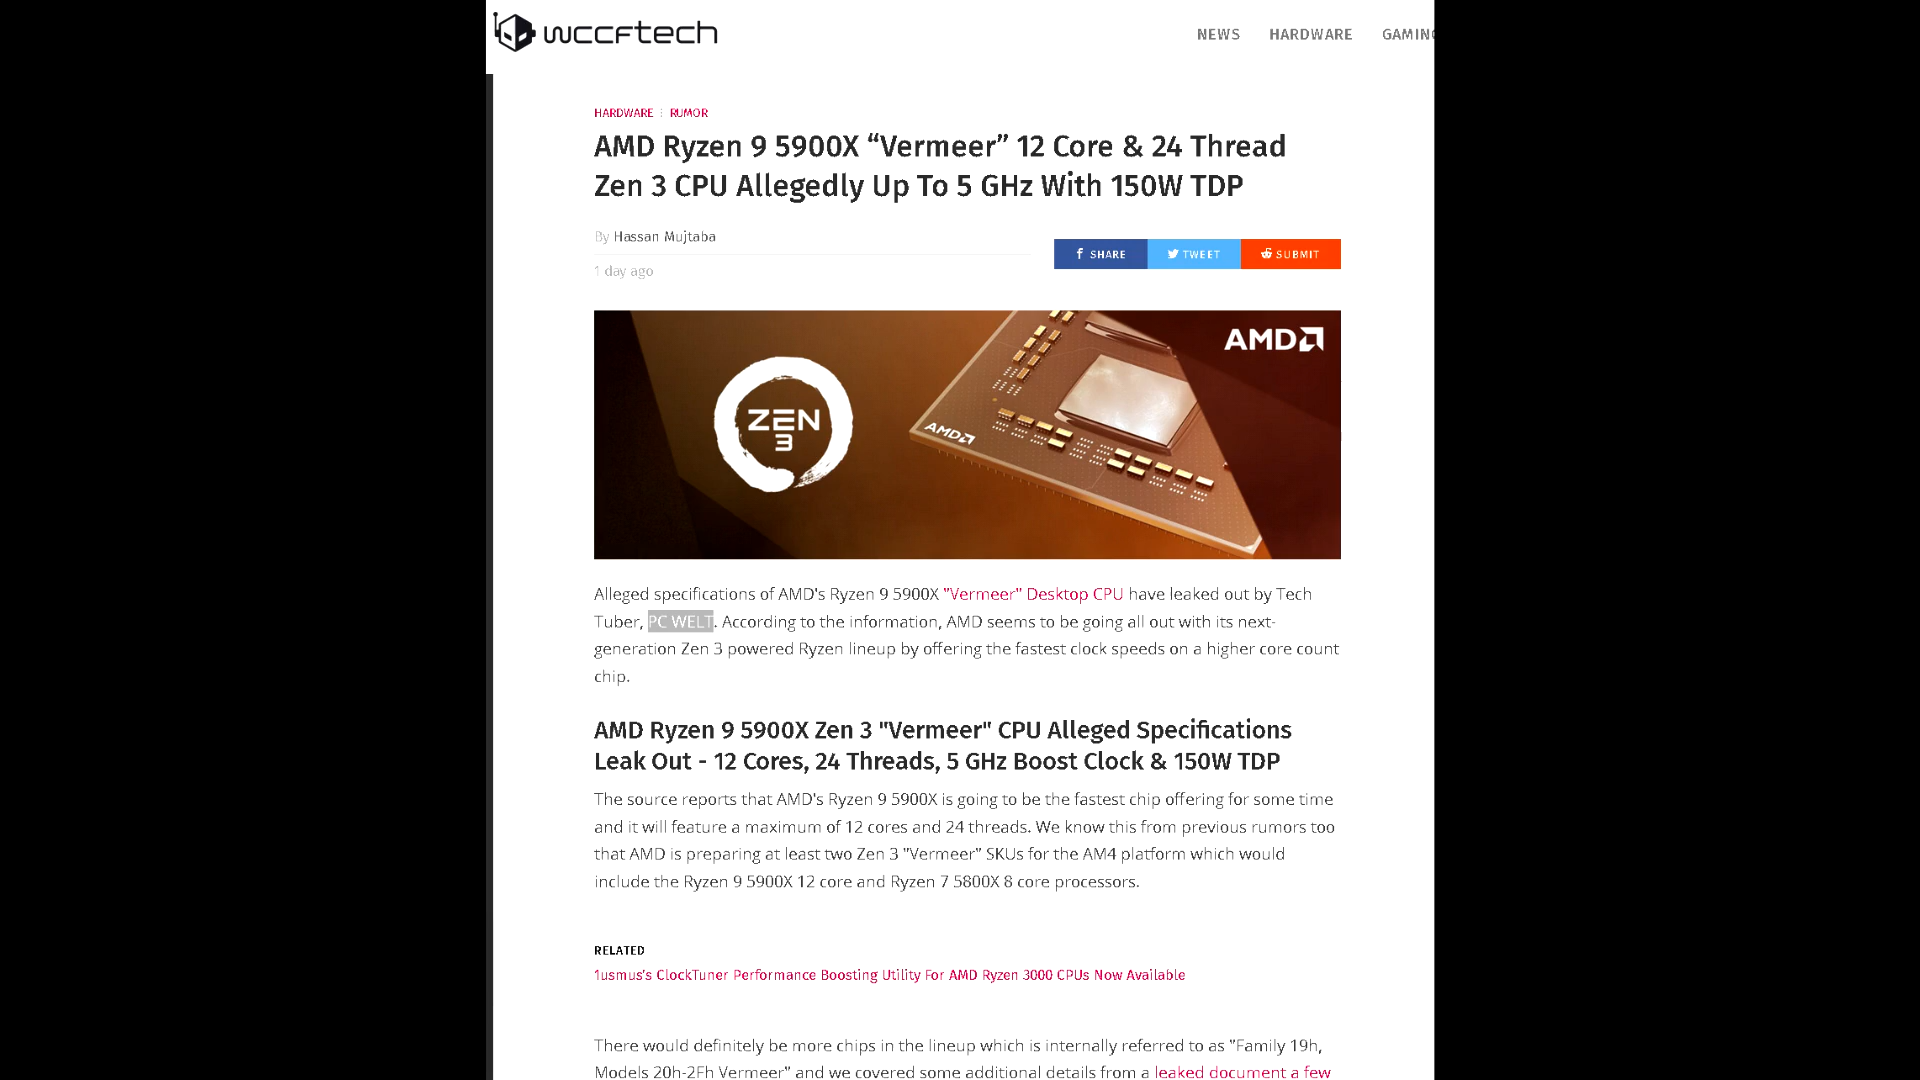 wccftech
NEWS HARDWARE GAMING
HARDWARE RUMOR
AMD Ryzen 9 5900X “Vermeer” 12 Core & 24 Thread
Zen 3 CPU Allegedly Up To 5 GHz With 150W TDP
By Hassan Mujtaba
SHARE TWEET SUBMIT
1 day ago
AMD
ZEN
3
AMD
Alleged specifications of AMD's Ryzen 9 5900X "Vermeer" Desktop CPU have leaked out by Tech
Tuber, PC WELT. According to the information, AMD seems to be going all out with its next-
generation Zen 3 powered Ryzen lineup by offering the fastest clock speeds on a higher core count
chip.
AMD Ryzen 9 5900X Zen 3 "Vermeer" CPU Alleged Specifications
Leak Out - 12 Cores, 24 Threads, 5 GHz Boost Clock & 150W TDP
The source reports that AMD's Ryzen 9 5900X is going to be the fastest chip offering for some time
and it will feature a maximum of 12 cores and 24 threads. We know this from previous rumors too
that AMD is preparing at least two Zen 3 "Vermeer" SKUs for the AM4 platform which would
include the Ryzen 9 5900X 12 core and Ryzen 7 5800X 8 core processors.
RELATED
1usmus's ClockTuner Performance Boosting Utility For AMD Ryzen 3000 CPUs Now Available
There would definitely be more chips in the lineup which is internally referred to as "Family 19h,
Models 20h-2Fh Vermeer" and we covered some additional details from a leaked document a few